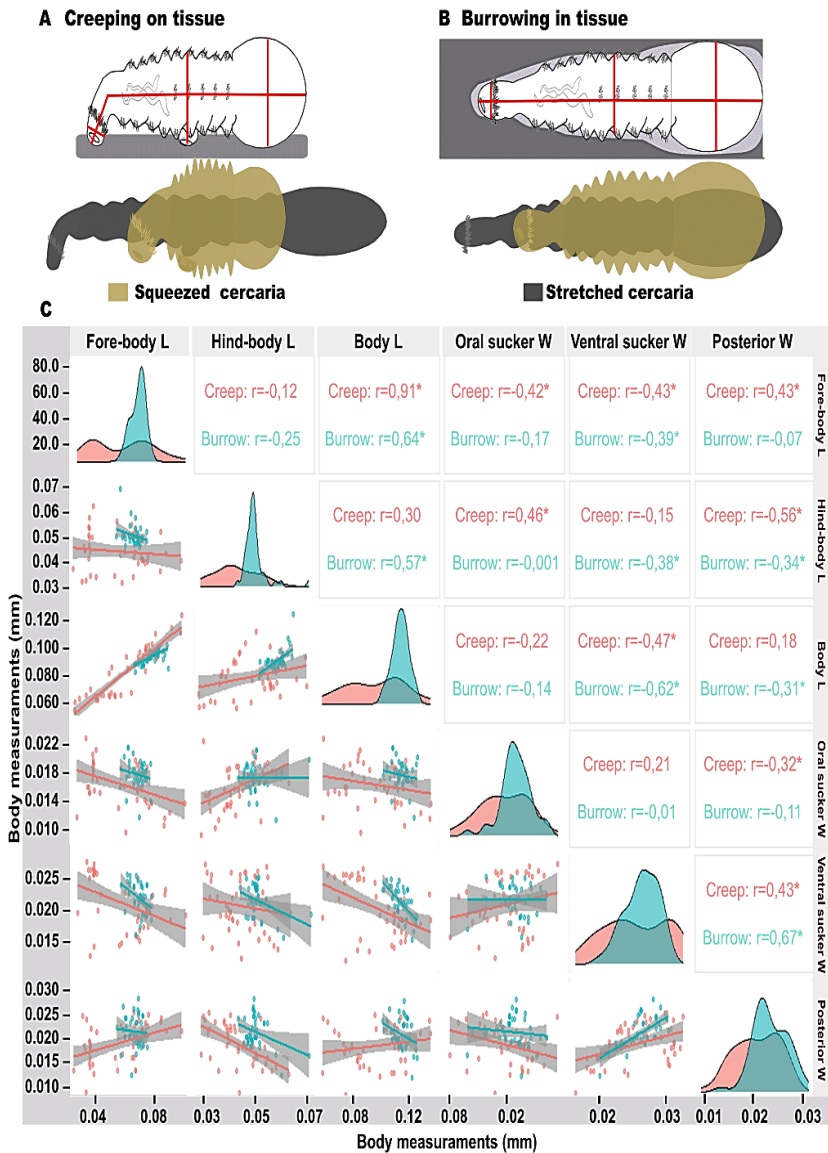 A Creeping on tissue
B Burrowing in tissue
Squeezed cercaria
Stretched cercaria
C
Fore-body L Hind-body L Body L Oral sucker W Ventral sucker W Posterior W
80.0
60.0
40.0
20.0
Creep: r=-0,12
Burrow: r=-0,25
Creep: r=0,91*
Burrow: r=0,64*
Creep: r=-0,42*
Burrow: r=-0,17
Creep: r=-0,43*
Burrow: r=-0,39*
Creep: r=0,43*
Burrow: r=-0,07
Fore-body L
0.07
0.06
0.05
0.04
0.03
Creep: r=0,30
Burrow: r=0,57*
Creep: r=0,46*
Burrow: r=-0,001
Creep: r=-0,15
Burrow: r=-0,38*
Creep: r=-0,56*
Burrow: r=-0,34*
Hind-body L
0.120
0.100
0.080
0.060
Creep: r=-0,22
Burrow: r=-0,14
Creep: r=-0,47*
Burrow: r=-0,62*
Creep: r=0,18
Burrow: r=-0,31*
Body L
0.022
0.018
0.014
0.010
Creep: r=0,21
Burrow: r=-0,01
Creep: r=-0,32*
Burrow: r=-0,11
Oral sucker W
0.025
0.020
0.015
Creep: r=0,43*
Burrow: r=0,67*
Ventral sucker W
0.030
0.025
0.020
0.015
0.010
Posterior W
Body measuraments (mm)
0.04 0.08 0.03 0.05 0.07 0.08 0.12 0.08 0.02 0.02 0.03 0.01 0.02 0.03
Body measuraments (mm)